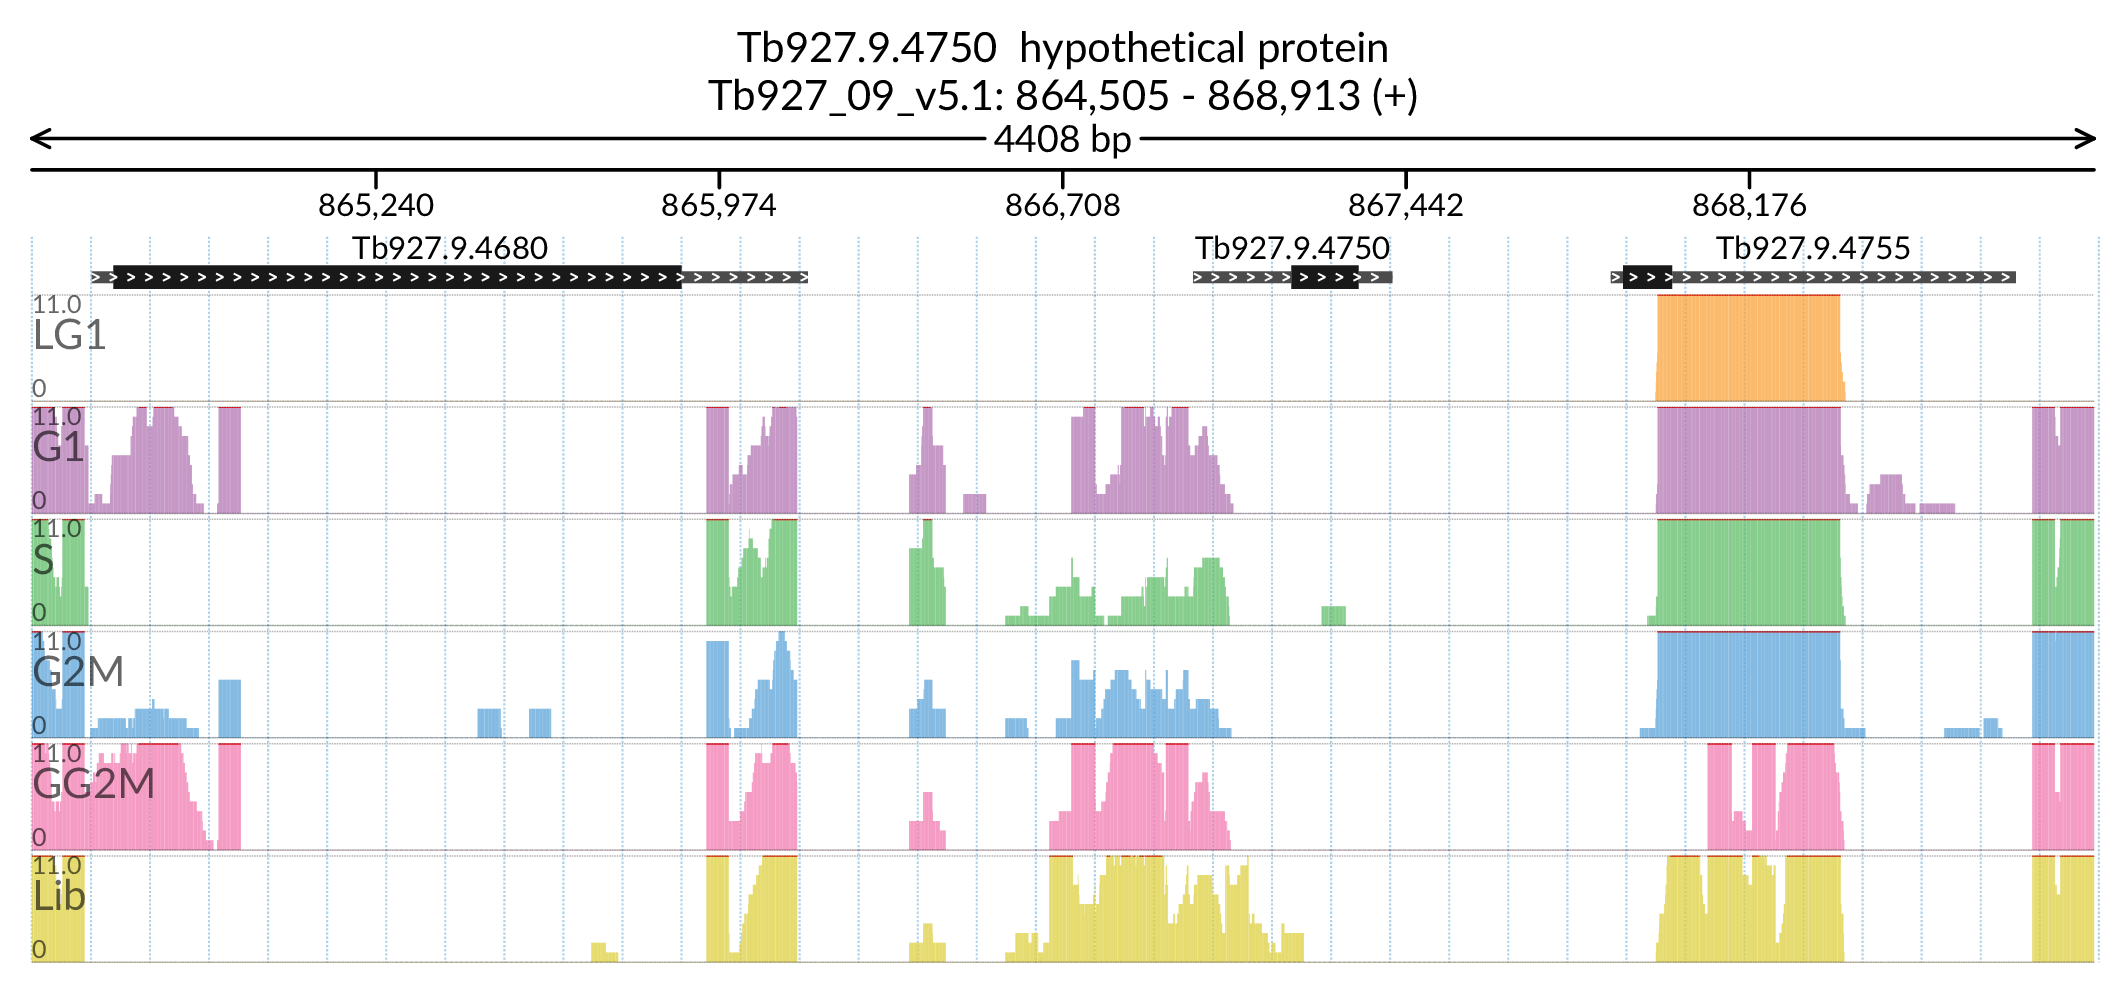 Tb927.9.4750  hypothetical protein
Tb927_09_v5.1: 864,505 - 868,913 (+)
4408 bp
865,240 865,974 866,708 867,442 868,176
Tb927.9.4680 Tb927.9.4750 Tb927.9.4755
11.0
LG1
0
11.0
G1
0
11.0
S
0
11.0
G2M
0
11.0
GG2M
0
11.0
Lib
0